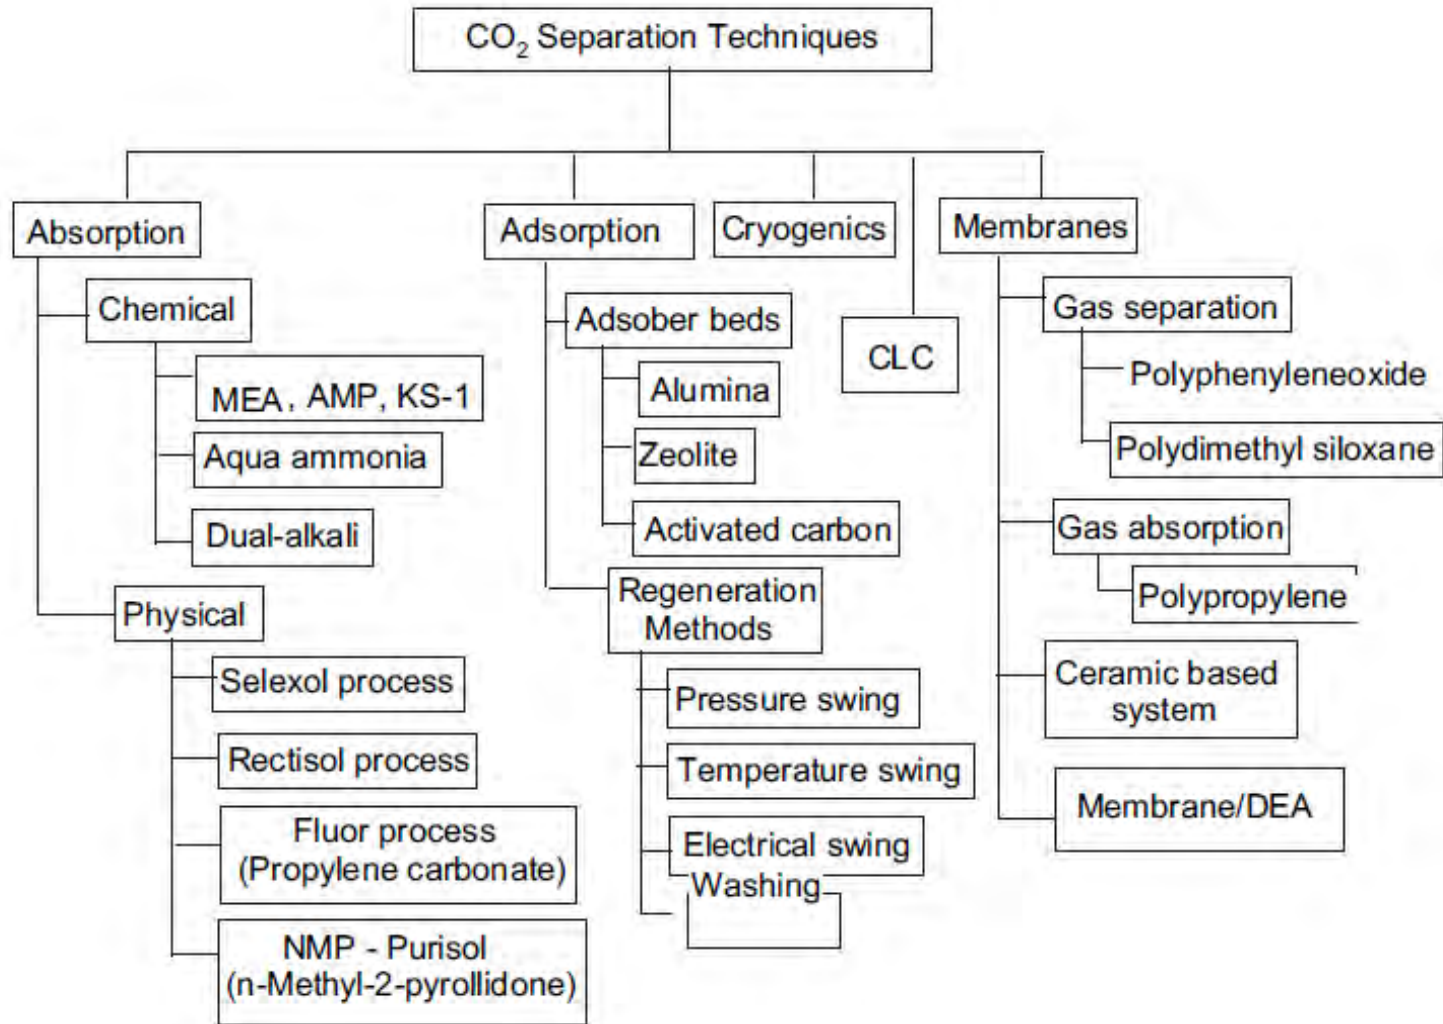 CO2 Separation Techniques
Absorption
Chemical
MEA, AMP, KS-1
Aqua ammonia
Dual-alkali
Physical
Selexol process
Rectisol process
Fluor process
(Propylene carbonate)
NMP - Purisol
(n-Methyl-2-pyrollidone)
Adsorption
Adsober beds
Alumina
Zeolite
Activated carbon
Regeneration
Methods
Pressure swing
Temperature swing
Electrical swing
Washing
Cryogenics
CLC
Membranes
Gas separation
Polyphenyleneoxide
Polydimethyl siloxane
Gas absorption
Polypropylene
Ceramic based
system
Membrane/DEA